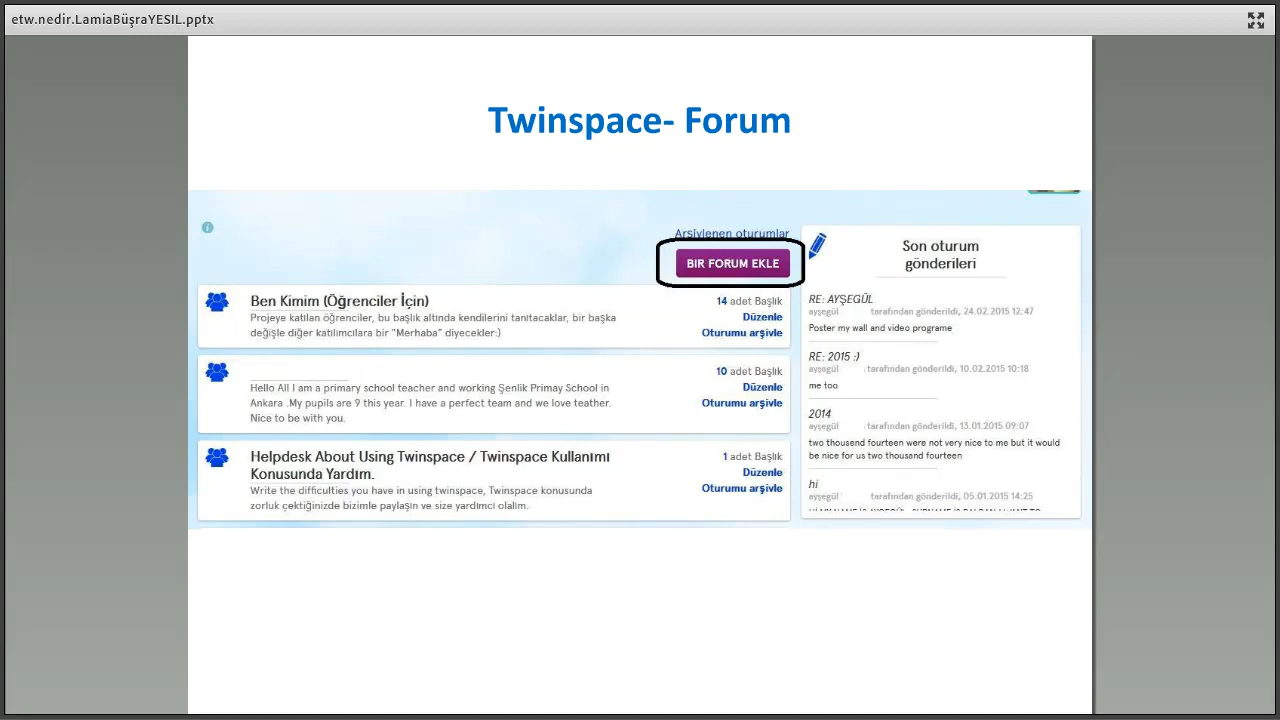 etw.nedir.LamiaBüşraYESIL.pptx
Twinspace- Forum
Arşivlenen oturumlar
BIR FORUM EKLE
Ben Kimim (Öğrenciler İçin)
Projeye katılan öğrenciler, bu başlık altında kendilerini tanıtacaklar, bir başka
değişle diğer katılımcılara bir "Merhaba" diyecekler:)
14 adet Başlık
Düzenle
Oturumu arşivle
Hello All I am a primary school teacher and working Şenlik Primay School in
Ankara .My pupils are 9 this year. I have a perfect team and we love teather.
Nice to be with you.
10 adet Başlık
Düzenle
Oturumu arşivle
Helpdesk About Using Twinspace / Twinspace Kullanımı
Konusunda Yardım.
Write the difficulties you have in using twinspace, Twinspace konusunda
zorluk çektiğinizde bizimle paylaşın ve size yardımcı olalım.
1 adet Başlık
Düzenle
Oturumu arşivle
Son oturum
gönderileri
RE: AYŞEGÜL
ayşegül tarafından gönderildi, 24.02.2015 12:47
Poster my wall and video programe
RE: 2015 :)
ayşegül tarafından gönderildi, 10.02.2015 10:18
me too
2014
ayşegül tarafından gönderildi, 13.01.2015 09:07
two thousand fourteen were not very nice to me but it would
be nice for us two thousand fourteen
hi
ayşegül tarafından gönderildi, 05.01.2015 14:25